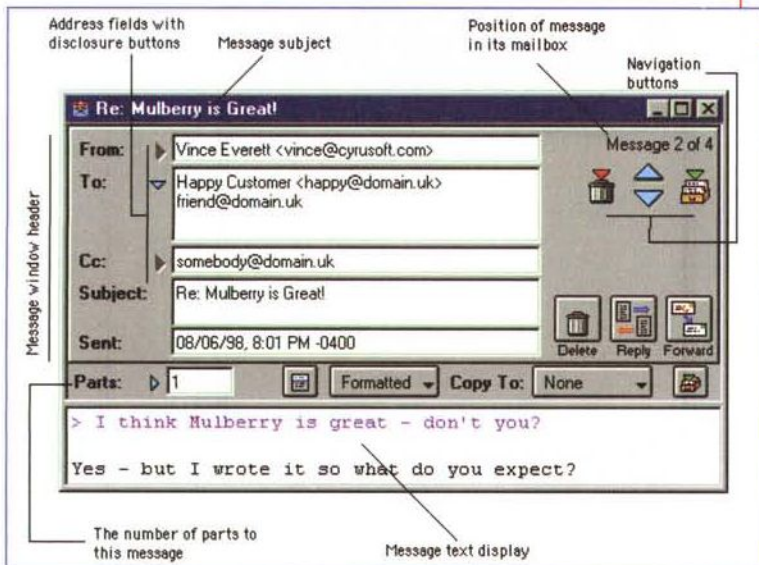 Address fields with
disclosure buttons
Message subject
Position of message
in its mailbox
Navigation
buttons
Re: Mulberry is Great!
Message window header
From: Vince Everett <vince@cyrusoft.com>
Message 2 of 4
To: Happy Customer <happy@domain.uk>
friend@domain.uk
Cc: somebody@domain.uk
Subject: Re: Mulberry is Great!
Sent: 08/06/98, 8:01 PM -0400
Delete Reply Forward
Parts: 1 Formatted Copy To: None
> I think Mulberry is great - don't you?
Yes - but I wrote it so what do you expect?
The number of parts to
this message
Message text display